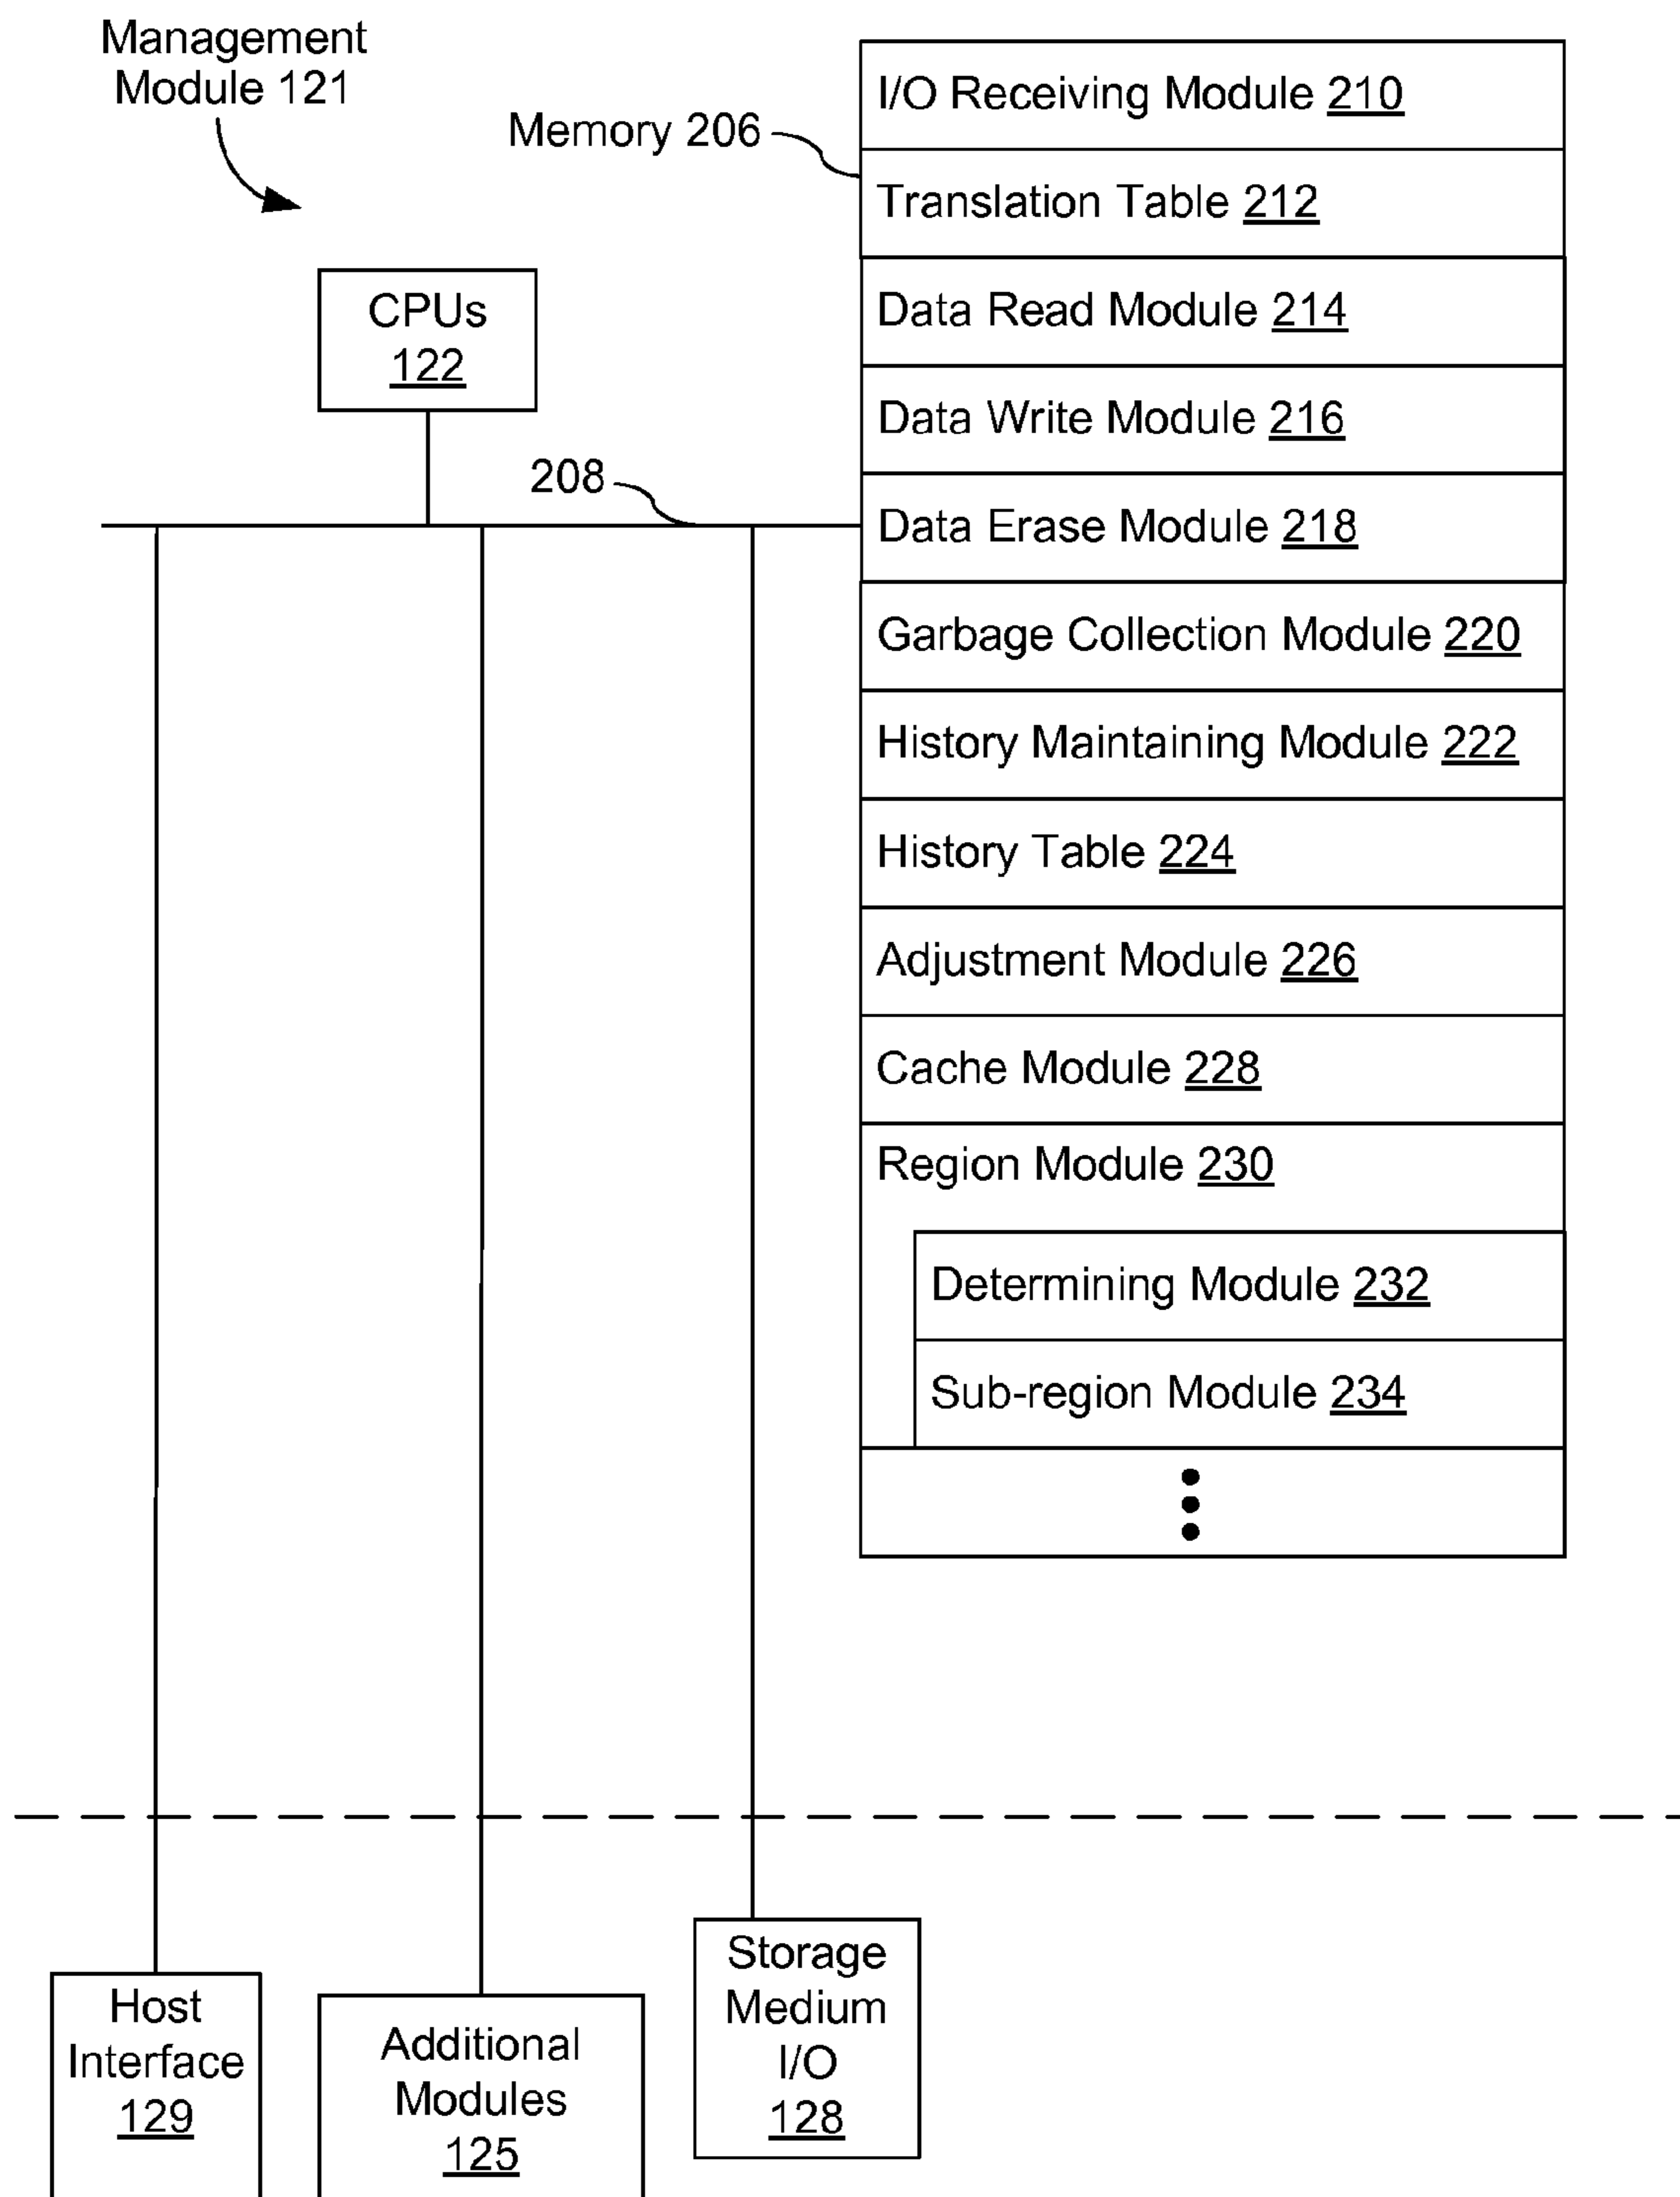 Management
Module 121
Memory 206
CPUs
122
208
I/O Receiving Module 210
Translation Table 212
Data Read Module 214
Data Write Module 216
Data Erase Module 218
Garbage Collection Module 220
History Maintaining Module 222
History Table 224
Adjustment Module 226
Cache Module 228
Region Module 230
Determining Module 232
Sub-region Module 234
Host
Interface
129
Additional
Modules
125
Storage
Medium
I/O
128